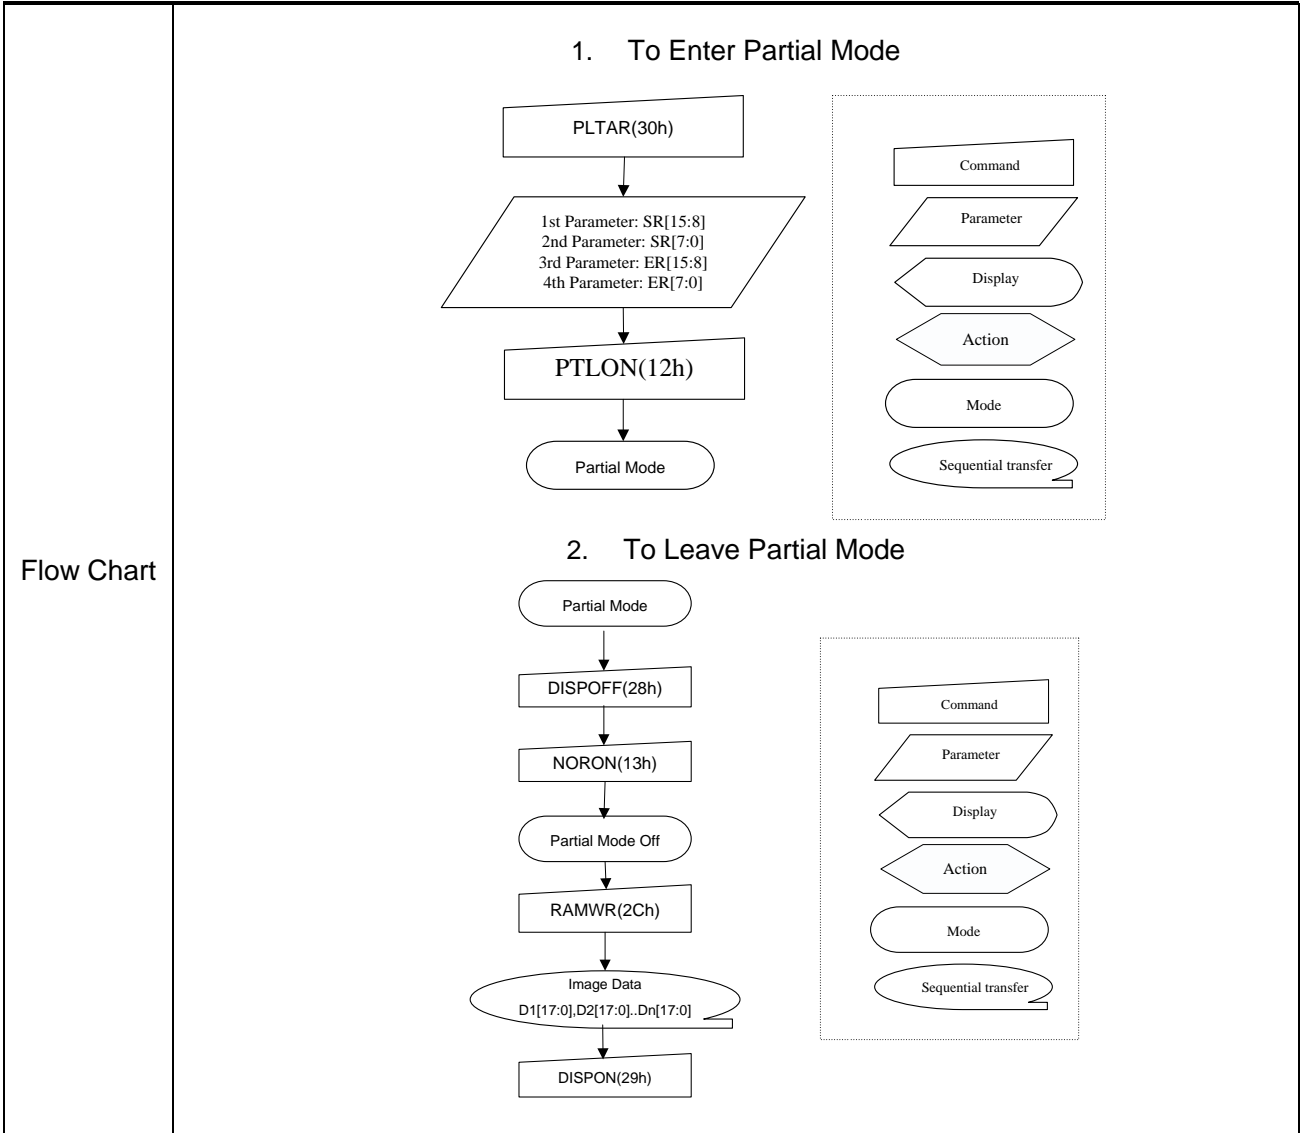 Flow Chart
1. To Enter Partial Mode
PLTAR(30h)
1st Parameter: SR[15:8]
2nd Parameter: SR[7:0]
3rd Parameter: ER[15:8]
4th Parameter: ER[7:0]
PTLON(12h)
Partial Mode
Command
Parameter
Display
Action
Mode
Sequential transfer
2. To Leave Partial Mode
Partial Mode
DISPOFF(28h)
NORON(13h)
Partial Mode Off
RAMWR(2Ch)
Image Data
D1[17:0],D2[17:0]..Dn[17:0]
DISPON(29h)
Command
Parameter
Display
Action
Mode
Sequential transfer